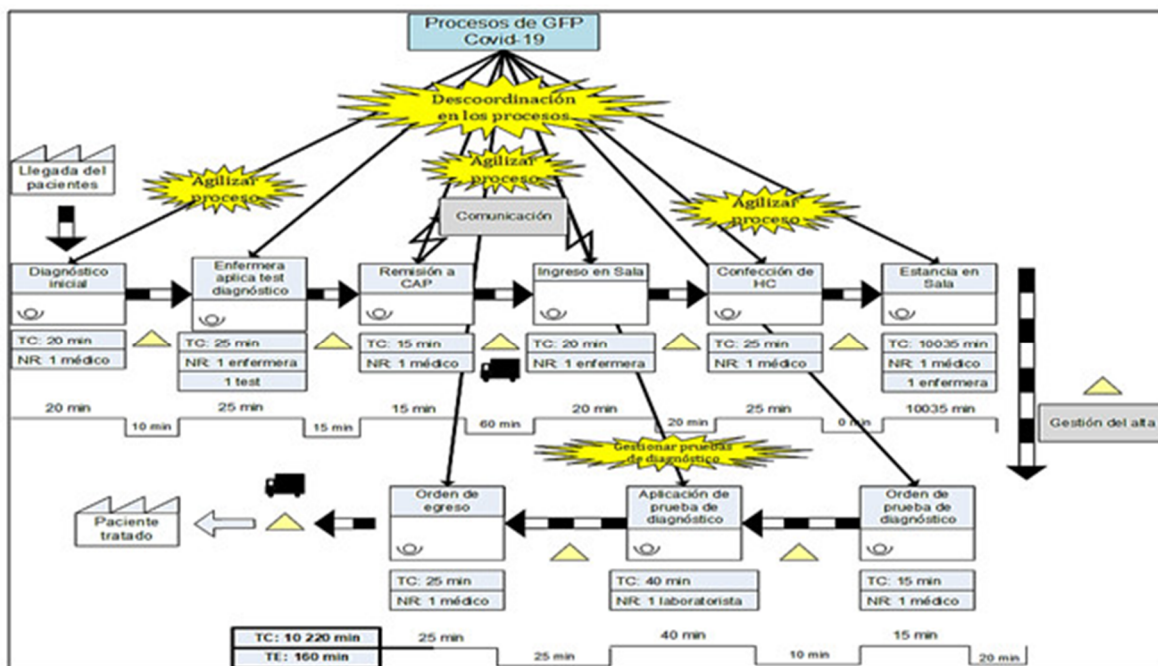 Procesos de GFP
Covid-19
Descoordinación
en los procesos
Llegada del
pacientes
Agilizar
proceso
Agilizar
proceso
Agilizar
proceso
Comunicación
Diagnóstico
inicial
Enfermera
aplica test
diagnóstico
Remisión a
CAP
Ingreso en Sala
Confección de
HC
Estancia en
Sala
TC: 20 min
NR: 1 médico
TC: 25 min
NR: 1 enfermera
1 test
TC: 15 min
NR: 1 médico
TC: 20 min
NR: 1 enfermera
TC: 25 min
NR: 1 médico
TC: 10035 min
NR: 1 médico
1 enfermera
20 min
10 min
25 min
15 min
15 min
60 min
20 min
20 min
25 min
0 min
10035 min
Gestión del alta
Gestionar pruebas
de diagnóstico
Paciente
tratado
Orden de
egreso
Aplicación de
prueba de
diagnóstico
Orden de
prueba de
diagnóstico
TC: 25 min
NR: 1 médico
TC: 40 min
NR: 1 laboratorista
TC: 15 min
NR: 1 médico
TC: 10 220 min
TE: 160 min
25 min
25 min
40 min
10 min
15 min
20 min